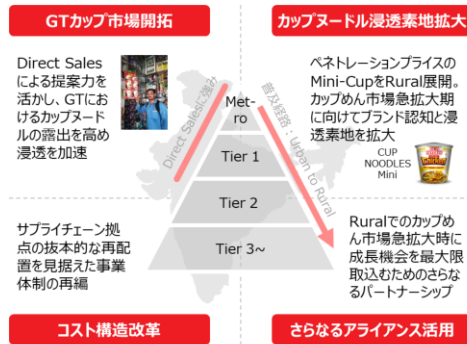 GTカップ市場開拓
カップヌードル浸透素地拡大
Direct Sales
による提案力を
活かし、GTにお
けるカップヌード
ルの露出を高め
浸透を加速
ペネトレーションプライスの
Mini-CupをRural展開。
カップめん市場急拡大期
に向けてブランド認知と浸
透素地を拡大
CUP
NOODLES
Mini
Direct Salesに強み
普及経路：Urban to Rural
Met-
ro
Tier 1
Tier 2
Tier 3~
サプライチェーン拠
点の抜本的な再配
置を見据えた事業
体制の再編
Ruralでのカップめ
ん市場急拡大時に
成長機会を最大限
取込むためのさらな
るパートナーシップ
コスト構造改革
さらなるアライアンス活用